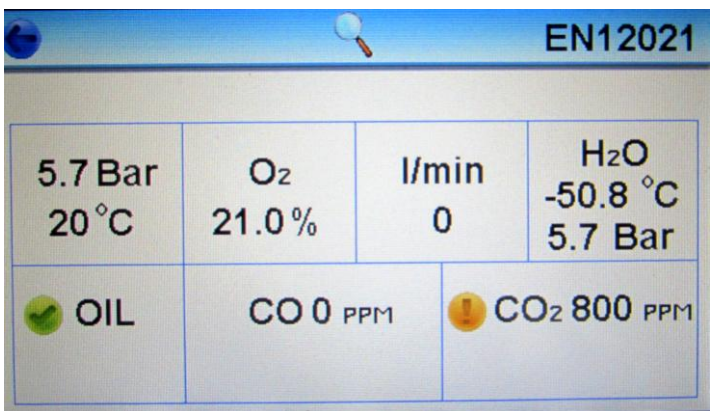 EN12021
5.7 Bar
20 °C
O2
21.0 %
l/min
0
H2O
-50.8 °C
5.7 Bar
OIL
CO 0 PPM
CO2 800 PPM